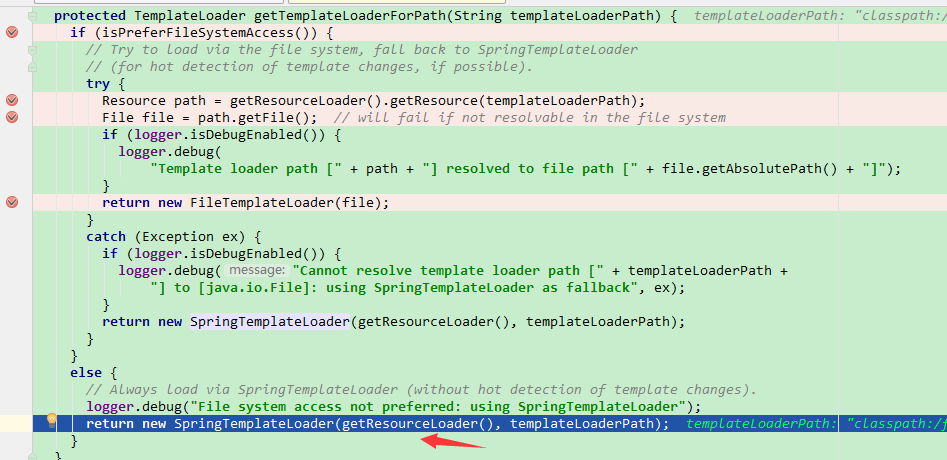 protected TemplateLoader getTemplateLoaderForPath(String templateLoaderPath) {  templateLoaderPath: "classpath:/
if (isPreferFileSystemAccess()) {
// Try to load via the file system, fall back to SpringTemplateLoader
// (for hot detection of template changes, if possible).
try {
Resource path = getResourceLoader().getResource(templateLoaderPath);
File file = path.getFile();  // will fail if not resolvable in the file system
if (logger.isDebugEnabled()) {
logger.debug(
"Template loader path [" + path + "] resolved to file path [" + file.getAbsolutePath() + "]");
}
return new FileTemplateLoader(file);
}
catch (Exception ex) {
if (logger.isDebugEnabled()) {
logger.debug( message: "Cannot resolve template loader path [" + templateLoaderPath +
"] to [java.io.File]: using SpringTemplateLoader as fallback", ex);
}
return new SpringTemplateLoader(getResourceLoader(), templateLoaderPath);
}
}
else {
// Always load via SpringTemplateLoader (without hot detection of template changes).
logger.debug("File system access not preferred: using SpringTemplateLoader");
return new SpringTemplateLoader(getResourceLoader(), templateLoaderPath);  templateLoaderPath: "classpath:/f
}
}